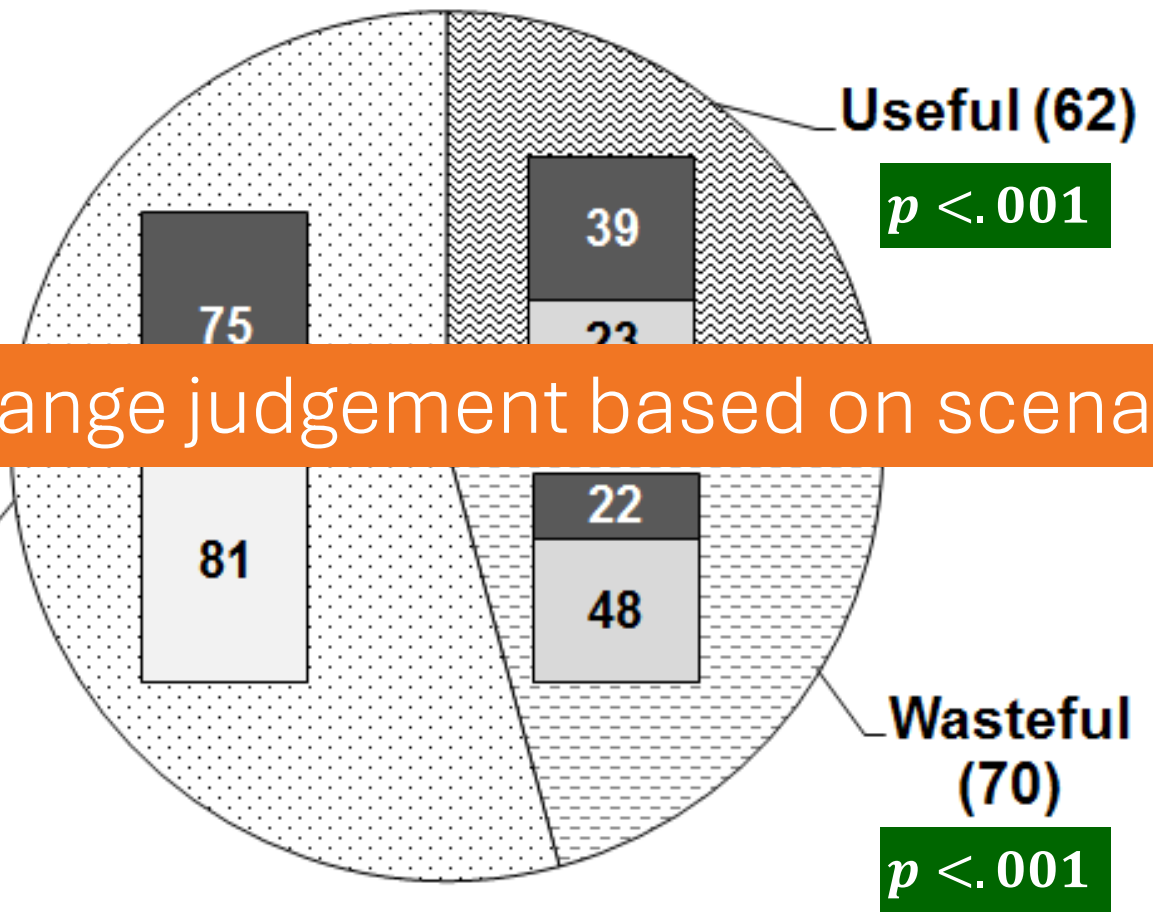 Useful (62)
p <.001
39
75
23
ange judgement based on scena
22
81
48
Wasteful
(70)
p <.001